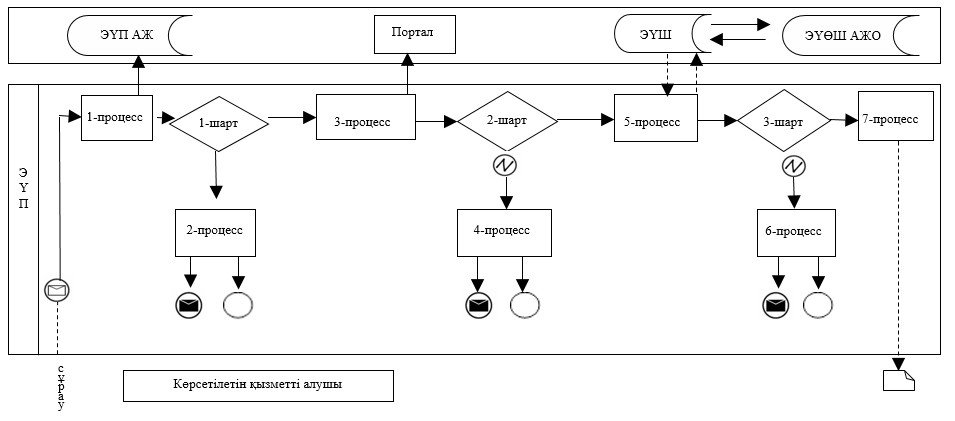 ЭҮП АЖ
Портал
ЭҮШ
ЭҮӨШ АЖО
1-процесс
1-шарт
3-процесс
2-шарт
5-процесс
3-шарт
7-процесс
ЭҮП
2-процесс
4-процесс
6-процесс
сұрау
Көрсетілетін қызметті алушы